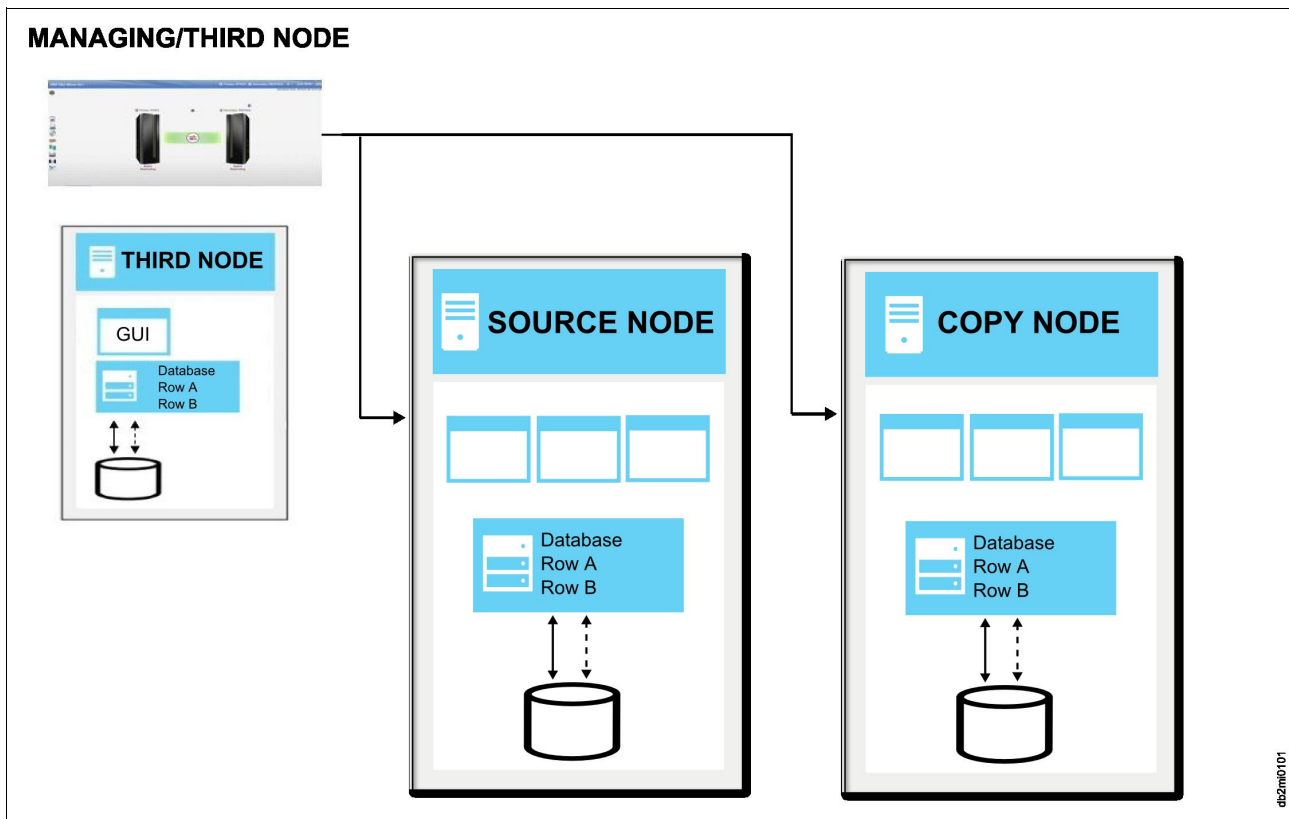 MANAGING/THIRD NODE
THIRD NODE
GUI
Database
Row A
Row B
SOURCE NODE
Database
Row A
Row B
COPY NODE
Database
Row A
Row B
db2mi0101